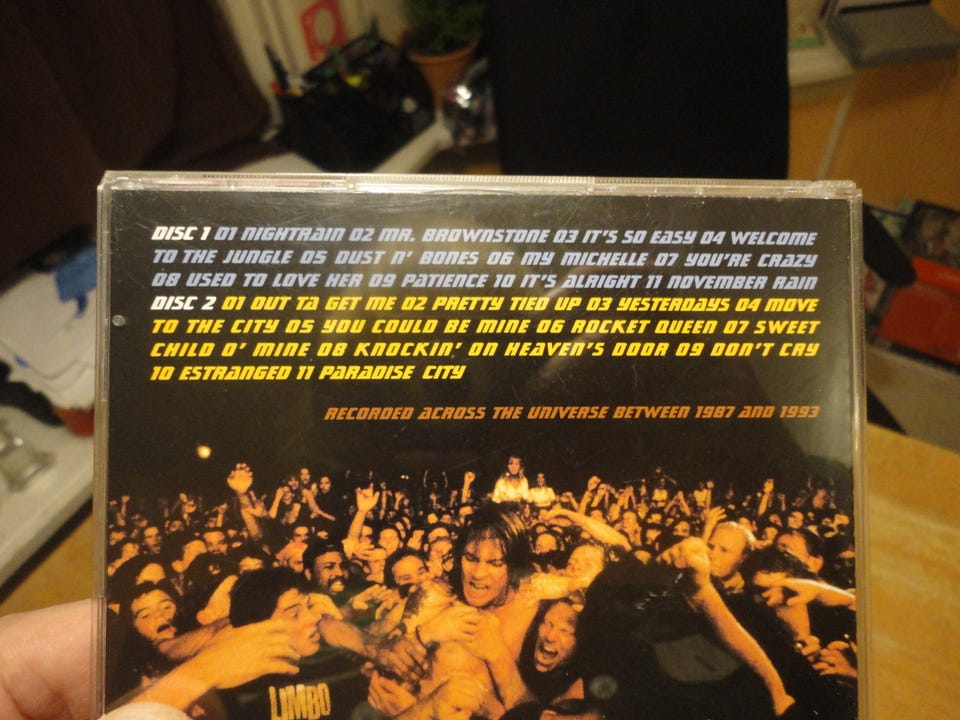 DISC 1 01 NIGHTRAIN 02 MR. BROWNSTONE 03 IT'S SO EASY 04 WELCOME
TO THE JUNGLE 05 DUST N' BONES 06 MY MICHELLE 07 YOU'RE CRAZY
08 USED TO LOVE HER 09 PATIENCE 10 IT'S ALRIGHT 11 NOVEMBER RAIN
DISC 2 01 OUT TA GET ME 02 PRETTY TIED UP 03 YESTERDAYS 04 MOVE
TO THE CITY 05 YOU COULD BE MINE 06 ROCKET QUEEN 07 SWEET
CHILD O' MINE 08 KNOCKIN' ON HEAVEN'S DOOR 09 DON'T CRY
10 ESTRANGED 11 PARADISE CITY
RECORDED ACROSS THE UNIVERSE BETWEEN 1987 AND 1993
LIMBO